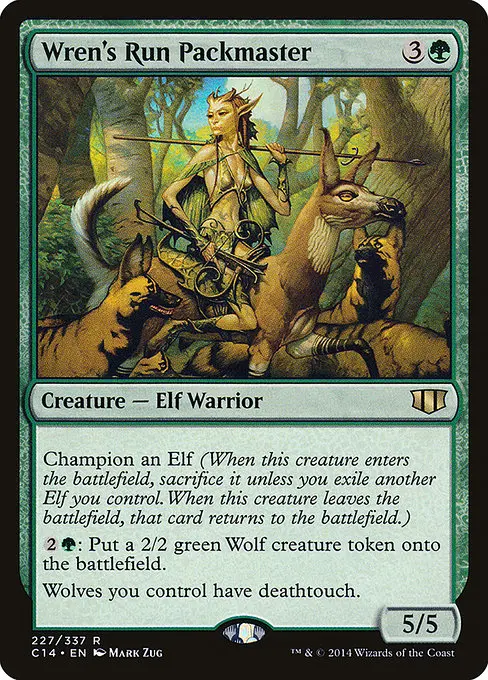 Wren's Run Packmaster 3
Creature — Elf Warrior
Champion an Elf (When this creature enters
the battlefield, sacrifice it unless you exile another
Elf you control. When this creature leaves the
battlefield, that card returns to the battlefield.)
2 : Put a 2/2 green Wolf creature token onto
the battlefield.
Wolves you control have deathtouch.
5/5
227/337 R
C14 • EN Mark Zug
™ & © 2014 Wizards of the Coast